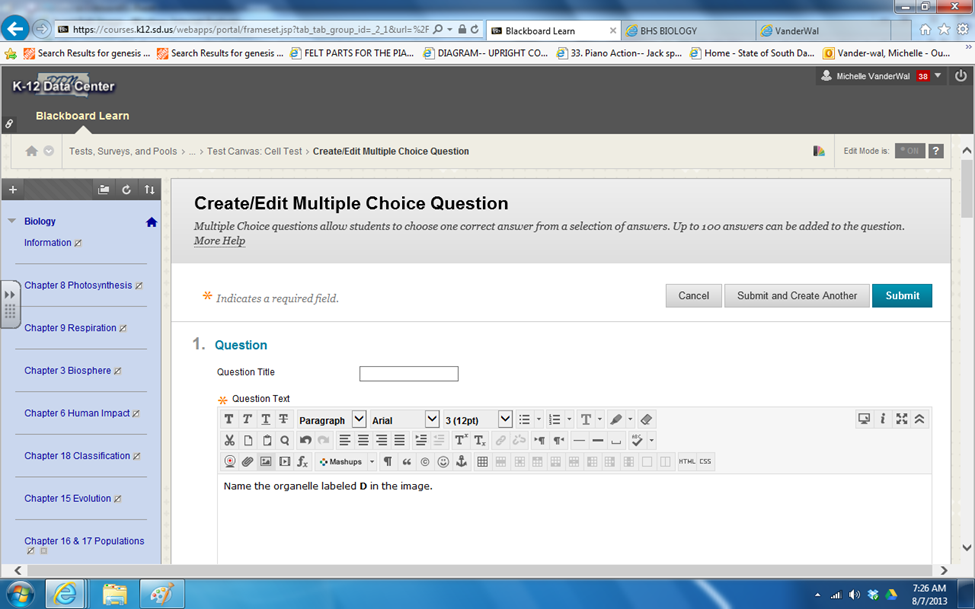 https://courses.k12.sd.us/webapps/portal/frameset.jsp?tab_tab_group_id=_2_1&url=%2F
Blackboard Learn
BHS BIOLOGY
VanderWal
Search Results for genesis ...
Search Results for genesis ...
FELT PARTS FOR THE PIA...
DIAGRAM-- UPRIGHT CO...
33. Piano Action-- Jack sp...
Home - State of South Da...
Vander-wal, Michelle - Ou...
K-12 Data Center
Michelle VanderWal 38
Blackboard Learn
Tests, Surveys, and Pools > ... > Test Canvas: Cell Test > Create/Edit Multiple Choice Question
Edit Mode is: ON ?
Biology
Information
Chapter 8 Photosynthesis
Chapter 9 Respiration
Chapter 3 Biosphere
Chapter 6 Human Impact
Chapter 18 Classification
Chapter 15 Evolution
Chapter 16 & 17 Populations
Create/Edit Multiple Choice Question
Multiple Choice questions allow students to choose one correct answer from a selection of answers. Up to 100 answers can be added to the question.
More Help
* Indicates a required field.
Cancel
Submit and Create Another
Submit
1. Question
Question Title
* Question Text
T T T T Paragraph Arial 3 (12pt)
Mashups
HTML CSS
Name the organelle labeled D in the image.
7:26 AM
8/7/2013